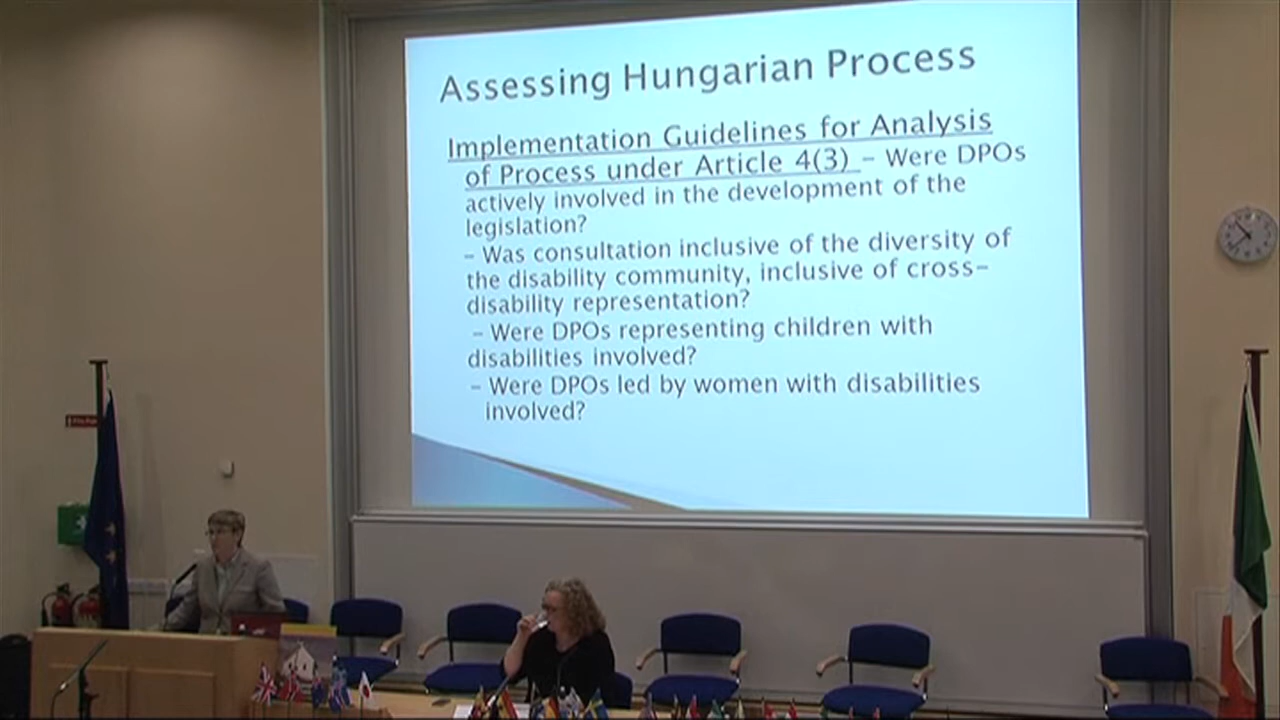 Assessing Hungarian Process
Implementation Guidelines for Analysis
of Process under Article 4(3) – Were DPOs
actively involved in the development of the
legislation?
– Was consultation inclusive of the diversity of
the disability community, inclusive of cross-
disability representation?
– Were DPOs representing children with
disabilities involved?
– Were DPOs led by women with disabilities
involved?